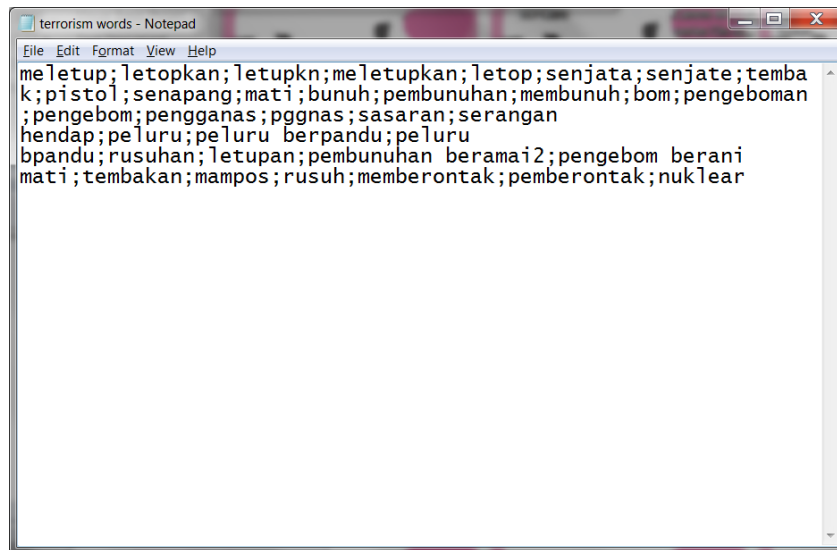 terrorism words - Notepad
File Edit Format View Help
meletup;letopkan;letupkn;meletupkan;letop;senjata;senjate;temba
k;pistol;senapang;mati;bunuh;pembunuhan;membunuh;bom;pengeboman
;pengebom;pengganas;pggnas;sasaran;serangan
hendap;peluru;peluru berpandu;peluru
bpandu;rusuhan;letupan;pembunuhan beramai2;pengebom berani
mati;tembakan;mampos;rusuh;memberontak;pemberontak;nuklear